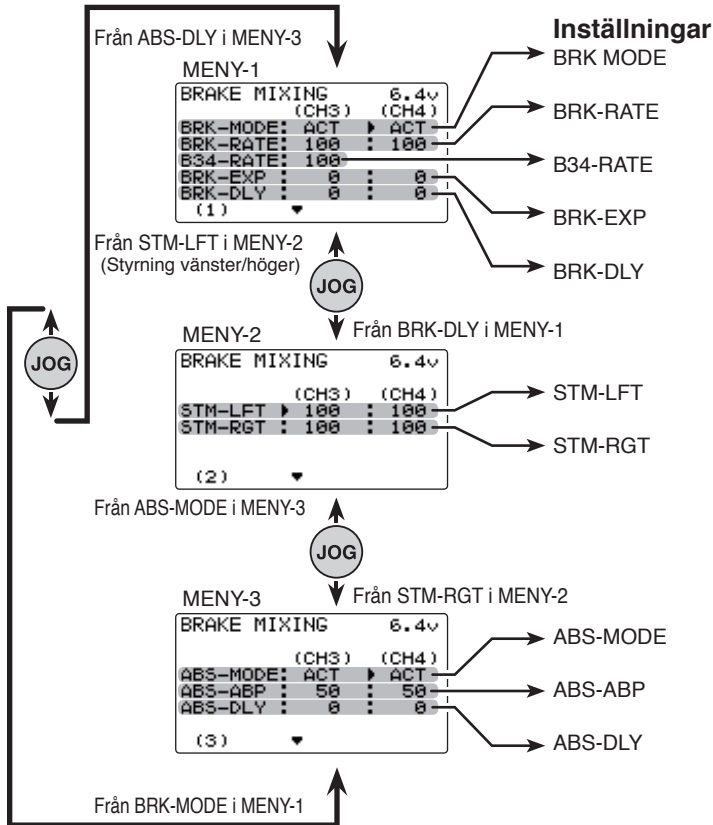 Inställningar
Från ABS-DLY i MENY-3
MENY-1
BRAKE MIXING 6.4v
(CH3) (CH4)
BRK-MODE: ACT ▶ ACT
BRK-RATE: 100 : 100
B34-RATE: 100
BRK-EXP : 0 : 0
BRK-DLY : 0 : 0
(1) ▼
BRK MODE
BRK-RATE
B34-RATE
BRK-EXP
BRK-DLY
Från STM-LFT i MENY-2
(Styrning vänster/höger)
JOG
JOG
MENY-2
Från BRK-DLY i MENY-1
BRAKE MIXING 6.4v
(CH3) (CH4)
STM-LFT ▶ 100 : 100
STM-RGT : 100 : 100
(2) ▼
STM-LFT
STM-RGT
Från ABS-MODE i MENY-3
JOG
MENY-3
Från STM-RGT i MENY-2
BRAKE MIXING 6.4v
(CH3) (CH4)
ABS-MODE: ACT ▶ ACT
ABS-ABP : 50 : 50
ABS-DLY : 0 : 0
(3) ▼
ABS-MODE
ABS-ABP
ABS-DLY
Från BRK-MODE i MENY-1